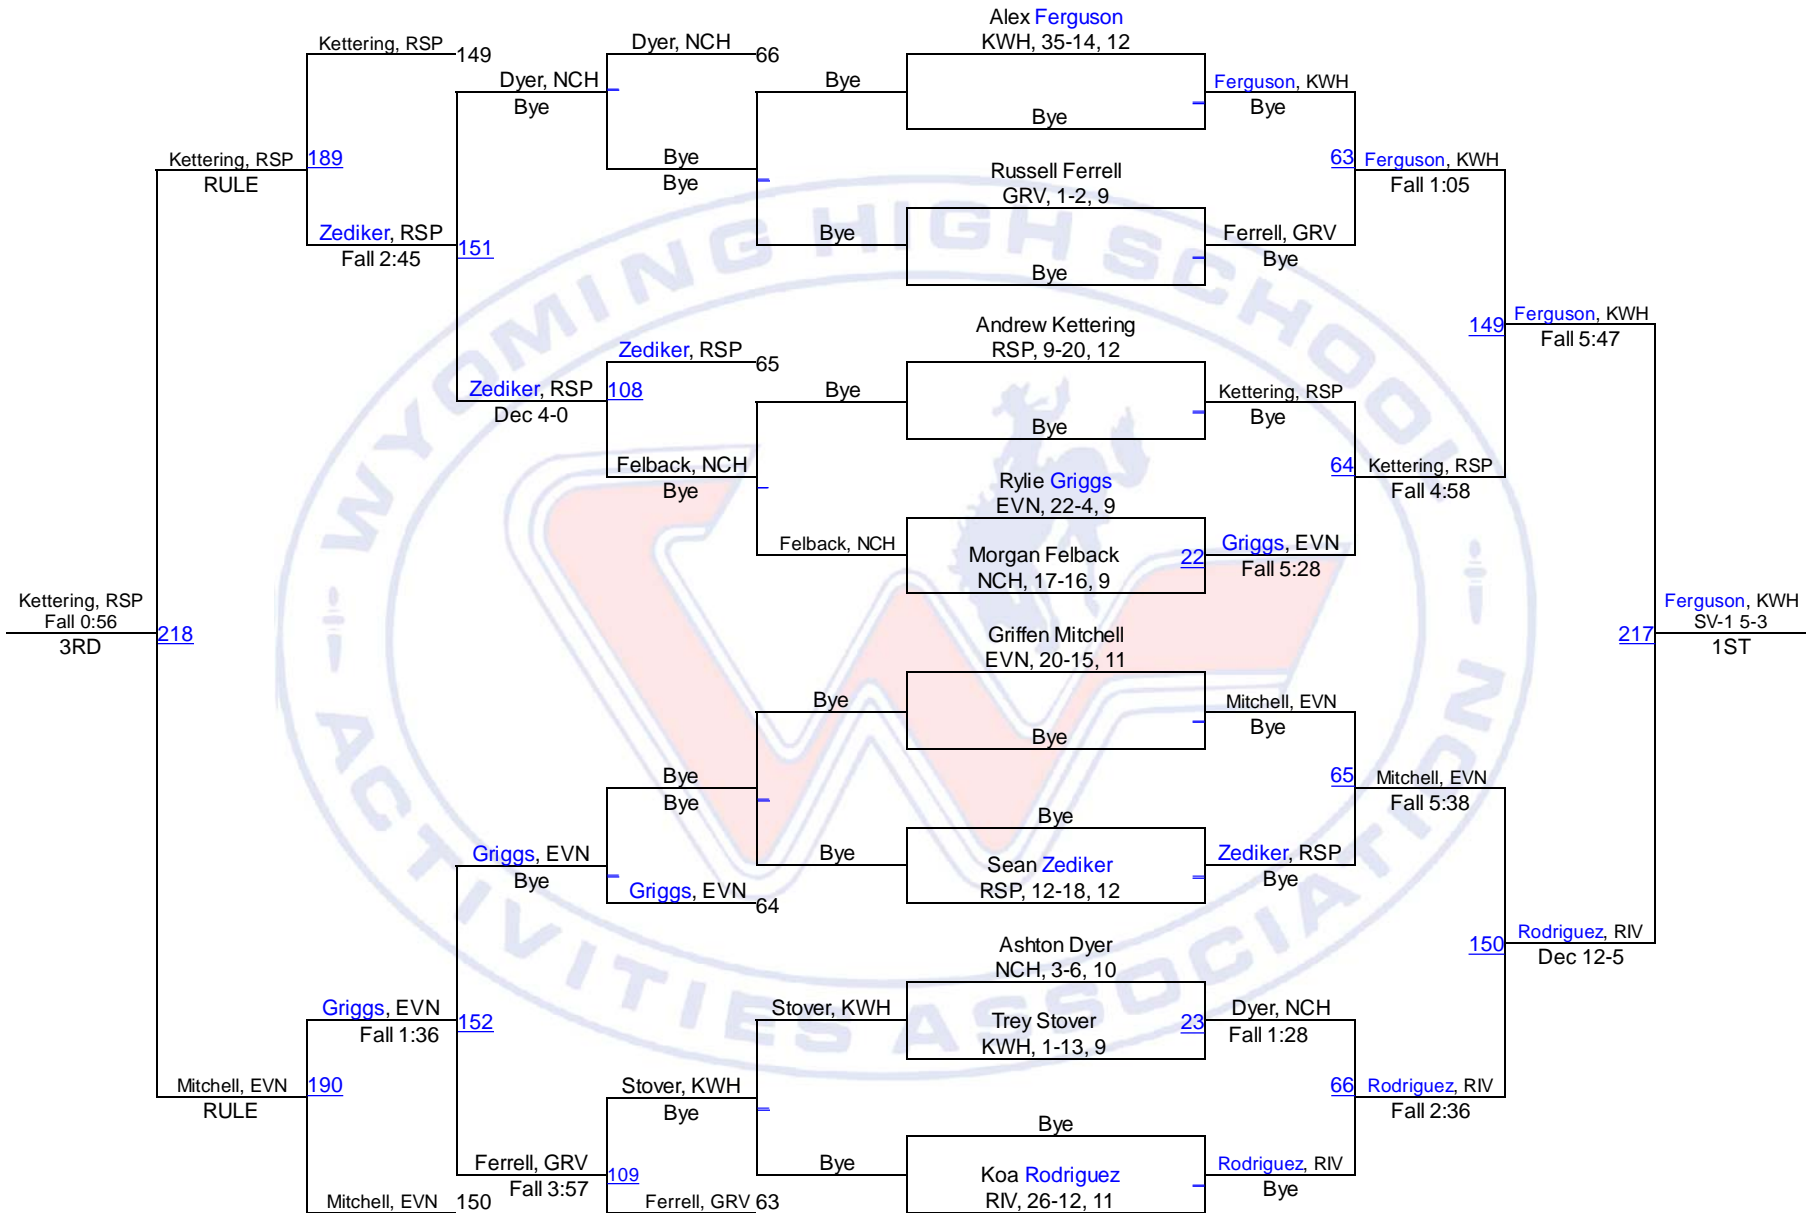 Alex Ferguson
KWH, 35-14, 12
Kettering, RSP
149
Dyer, NCH
66
Dyer, NCH
Bye
Bye
Ferguson, KWH
Bye
Bye
Kettering, RSP
RULE
189
Bye
Bye
63
Ferguson, KWH
Fall 1:05
Russell Ferrell
GRV, 1-2, 9
Zediker, RSP
Fall 2:45
151
Bye
Ferrell, GRV
Bye
Bye
WYOMING HIGH SCHOOL
Andrew Kettering
RSP, 9-20, 12
149
Ferguson, KWH
Fall 5:47
Zediker, RSP
65
Zediker, RSP
Dec 4-0
108
Bye
Kettering, RSP
Bye
Bye
Felback, NCH
Bye
64
Kettering, RSP
Fall 4:58
Rylie Griggs
EVN, 22-4, 9
Felback, NCH
Morgan Felback
NCH, 17-16, 9
22
Griggs, EVN
Fall 5:28
Kettering, RSP
Fall 0:56
3RD
218
217
Ferguson, KWH
SV-1 5-3
1ST
Griffen Mitchell
EVN, 20-15, 11
Bye
Mitchell, EVN
Bye
Bye
Bye
Bye
65
Mitchell, EVN
Fall 5:38
Bye
Griggs, EVN
Bye
Bye
Sean Zediker
RSP, 12-18, 12
Zediker, RSP
Bye
Griggs, EVN
64
150
Rodriguez, RIV
Dec 12-5
Ashton Dyer
NCH, 3-6, 10
Griggs, EVN
Fall 1:36
152
Stover, KWH
Trey Stover
KWH, 1-13, 9
23
Dyer, NCH
Fall 1:28
Mitchell, EVN
RULE
190
Stover, KWH
Bye
66
Rodriguez, RIV
Fall 2:36
Bye
Ferrell, GRV
Fall 3:57
109
Bye
Koa Rodriguez
RIV, 26-12, 11
Rodriguez, RIV
Bye
Mitchell, EVN
150
Ferrell, GRV
63
ACTIVITIES ASSOCIATION